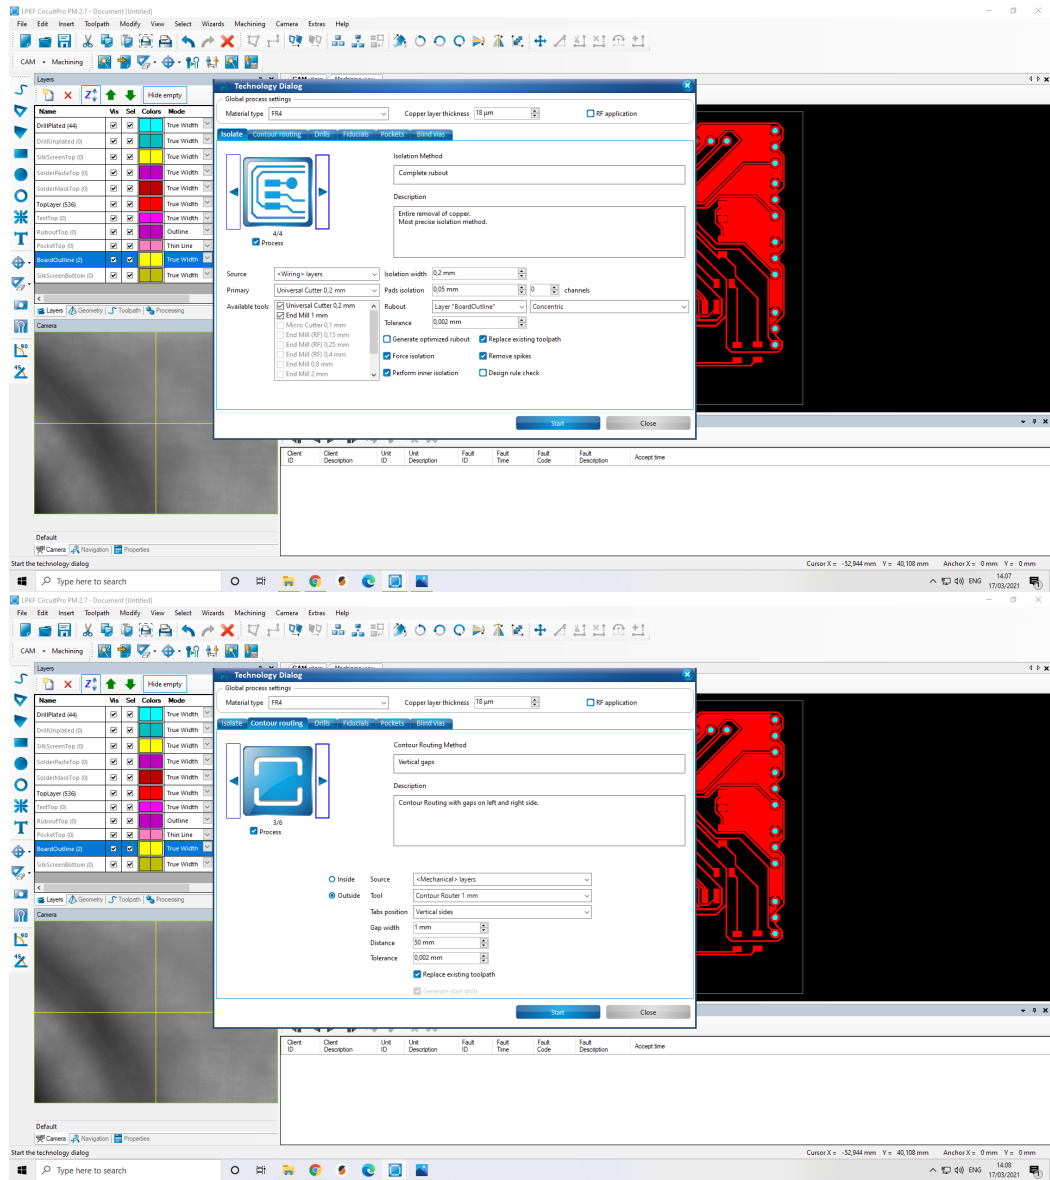 LPKF CircuitPro PM 2.7 - Document [Untitled]
File Edit Insert Toolpath Modify View Select Wizards Machining Camera Extras Help
CAM Machining
Layers
Hide empty
Name Vis Sel Colors Mode
DrillPlated (44) True Width
DrillUnplated (0) True Width
SilkScreenTop (0) True Width
SolderPasteTop (0) True Width
SolderMaskTop (0) True Width
TopLayer (536) True Width
TextTop (0) True Width
RuboutTop (0) Outline
PocketTop (0) Thin Line
BoardOutline (2) True Width
SilkScreenBottom (0) True Width
Layers Geometry Toolpath Processing
Camera
Default
Camera Navigation Properties
Technology Dialog
Global process settings
Material type FR4 Copper layer thickness 18 µm RF application
Isolate Contour routing Drills Fiducials Pockets Blind vias
4/4
Process
Isolation Method
Complete rubout
Description
Entire removal of copper.
Most precise isolation method.
Source <Wiring> layers Isolation width 0,2 mm
Primary Universal Cutter 0,2 mm Pads isolation 0,05 mm 0 channels
Available tools Universal Cutter 0,2 mm Rubout Layer "BoardOutline" Concentric
End Mill 1 mm
Micro Cutter 0,1 mm Tolerance 0,002 mm
End Mill (RF) 0,15 mm
End Mill (RF) 0,25 mm Generate optimized rubout Replace existing toolpath
End Mill (RF) 0,4 mm Force isolation Remove spikes
End Mill 0,8 mm
End Mill 2 mm Perform inner isolation Design rule check
Start Close
Client ID Client Description Unit ID Unit Description Fault ID Fault Time Fault Code Fault Description Accept time
Start the technology dialog Cursor X = -52,944 mm Y = 40,108 mm Anchor X = 0 mm Y = 0 mm
Type here to search ENG 14.07
17/03/2021
LPKF CircuitPro PM 2.7 - Document [Untitled]
File Edit Insert Toolpath Modify View Select Wizards Machining Camera Extras Help
CAM Machining
Layers
Hide empty
Name Vis Sel Colors Mode
DrillPlated (44) True Width
DrillUnplated (0) True Width
SilkScreenTop (0) True Width
SolderPasteTop (0) True Width
SolderMaskTop (0) True Width
TopLayer (536) True Width
TextTop (0) True Width
RuboutTop (0) Outline
PocketTop (0) Thin Line
BoardOutline (2) True Width
SilkScreenBottom (0) True Width
Layers Geometry Toolpath Processing
Camera
Default
Camera Navigation Properties
Technology Dialog
Global process settings
Material type FR4 Copper layer thickness 18 µm RF application
Isolate Contour routing Drills Fiducials Pockets Blind vias
3/6
Process
Contour Routing Method
Vertical gaps
Description
Contour Routing with gaps on left and right side.
Inside Source <Mechanical> layers
Outside Tool Contour Router 1 mm
Tabs position Vertical sides
Gap width 1 mm
Distance 50 mm
Tolerance 0,002 mm
Replace existing toolpath
Generate start drills
Start Close
Client ID Client Description Unit ID Unit Description Fault ID Fault Time Fault Code Fault Description Accept time
Start the technology dialog Cursor X = -52,944 mm Y = 40,108 mm Anchor X = 0 mm Y = 0 mm
Type here to search ENG 14.08
17/03/2021